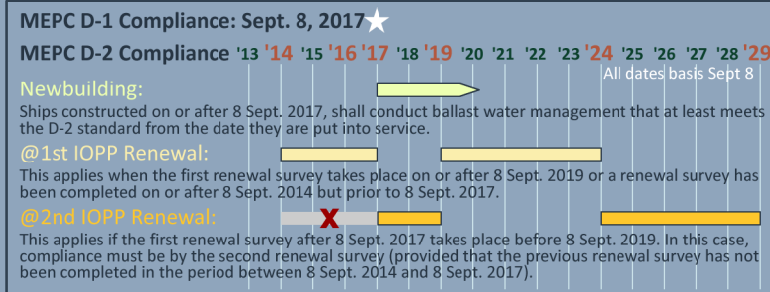 MEPC D-1 Compliance: Sept. 8, 2017
MEPC D-2 Compliance '13 '14 '15 '16 '17 '18 '19 '20 '21 '22 '23 '24 '25 '26 '27 '28 '29
All dates basis Sept 8
Newbuilding:
Ships constructed on or after 8 Sept. 2017, shall conduct ballast water management that at least meets
the D-2 standard from the date they are put into service.
@1st IOPP Renewal:
This applies when the first renewal survey takes place on or after 8 Sept. 2019 or a renewal survey has
been completed on or after 8 Sept. 2014 but prior to 8 Sept. 2017.
@2nd IOPP Renewal:
X
This applies if the first renewal survey after 8 Sept. 2017 takes place before 8 Sept. 2019. In this case,
compliance must be by the second renewal survey (provided that the previous renewal survey has not
been completed in the period between 8 Sept. 2014 and 8 Sept. 2017).